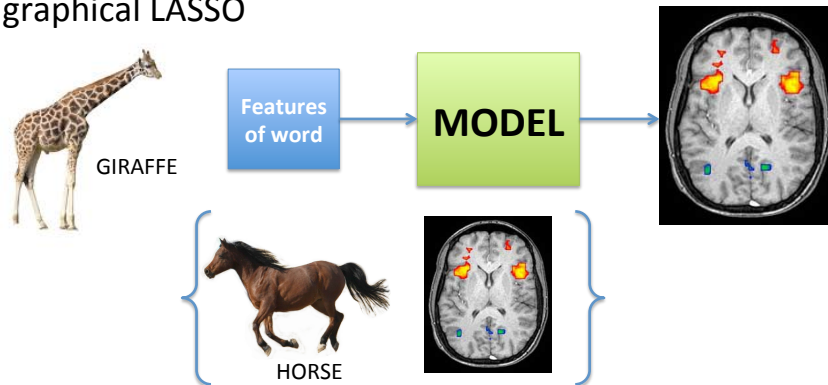 graphical LASSO
GIRAFFE
Features
of word
MODEL
HORSE